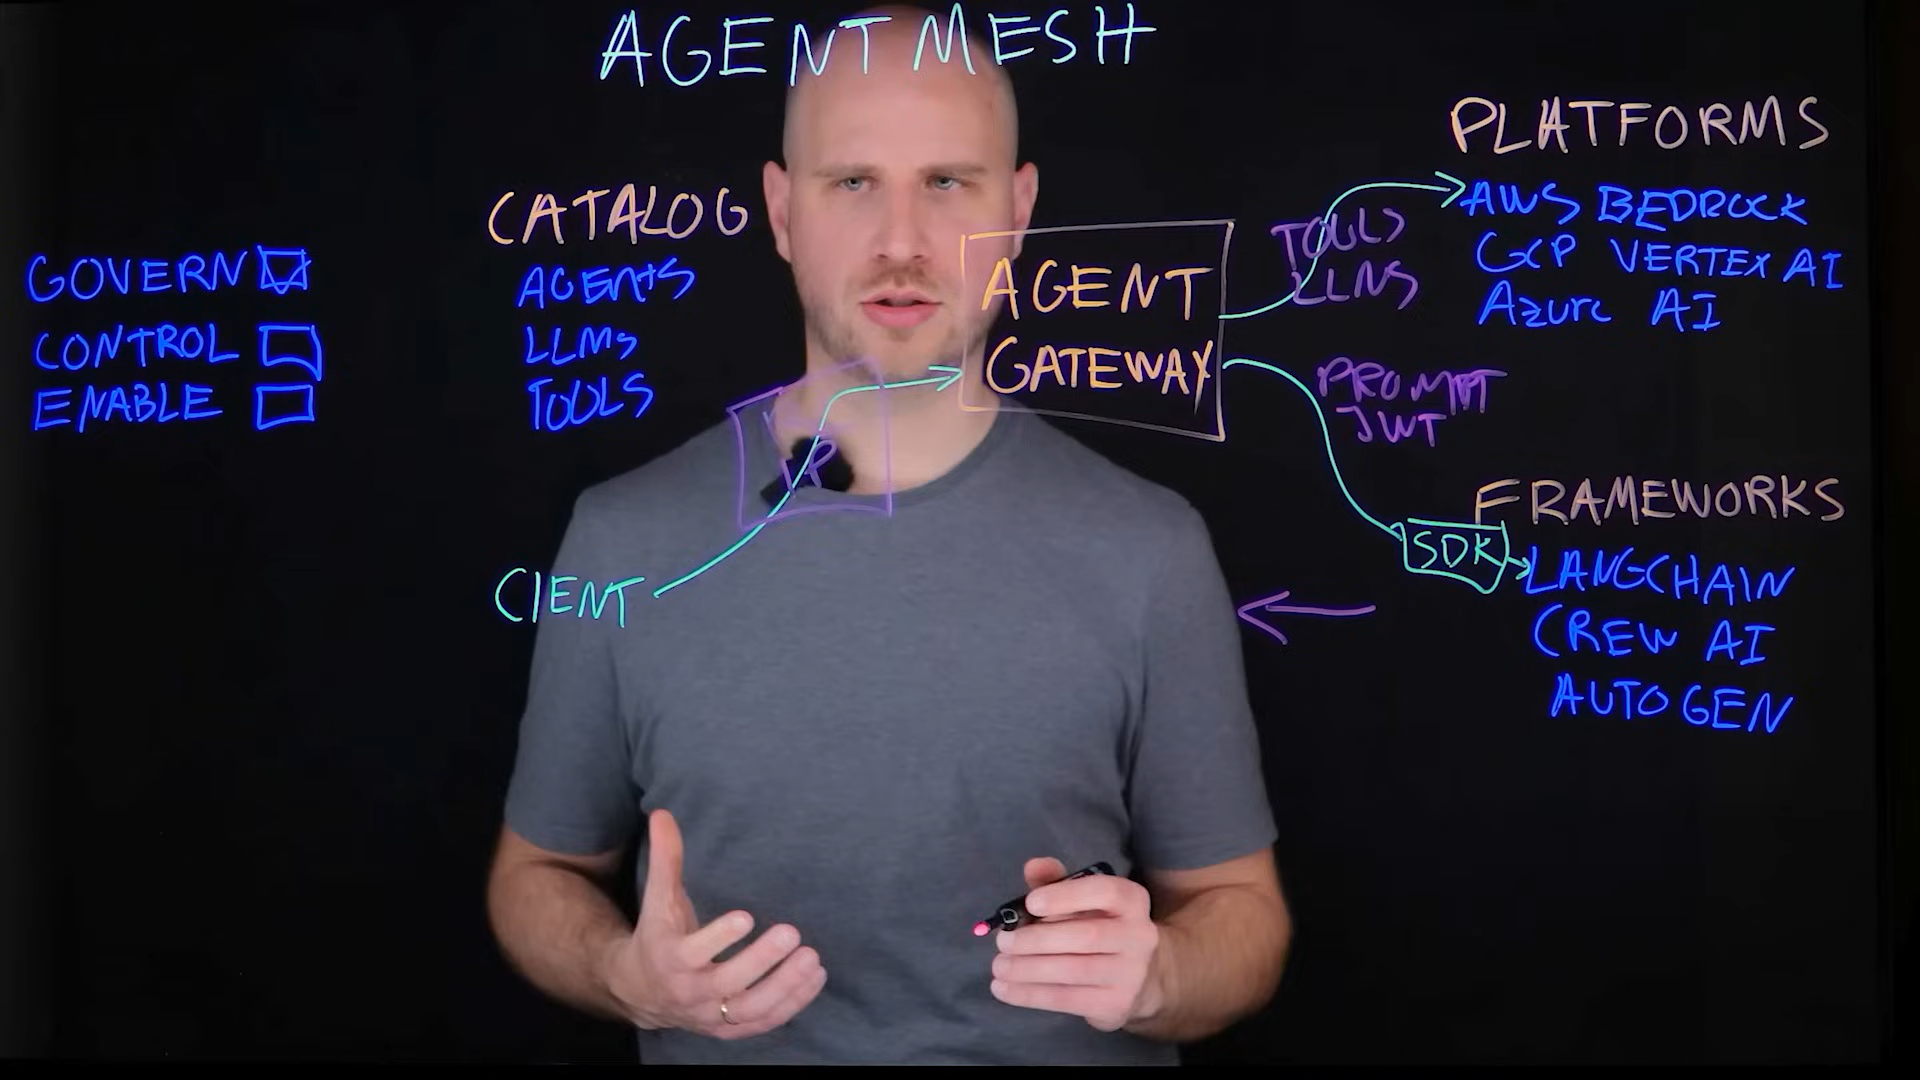 AGENT MESH
GOVERN
CONTROL
ENABLE
CATALOG
AGENTS
LLMs
TOOLS
CLIENT
AGENT
GATEWAY
TOOLS
LLMS
PROMPT
JWT
PLATFORMS
AWS BEDROCK
GCP VERTEX AI
Azure AI
FRAMEWORKS
SDK
LANGCHAIN
CREW AI
AUTOGEN